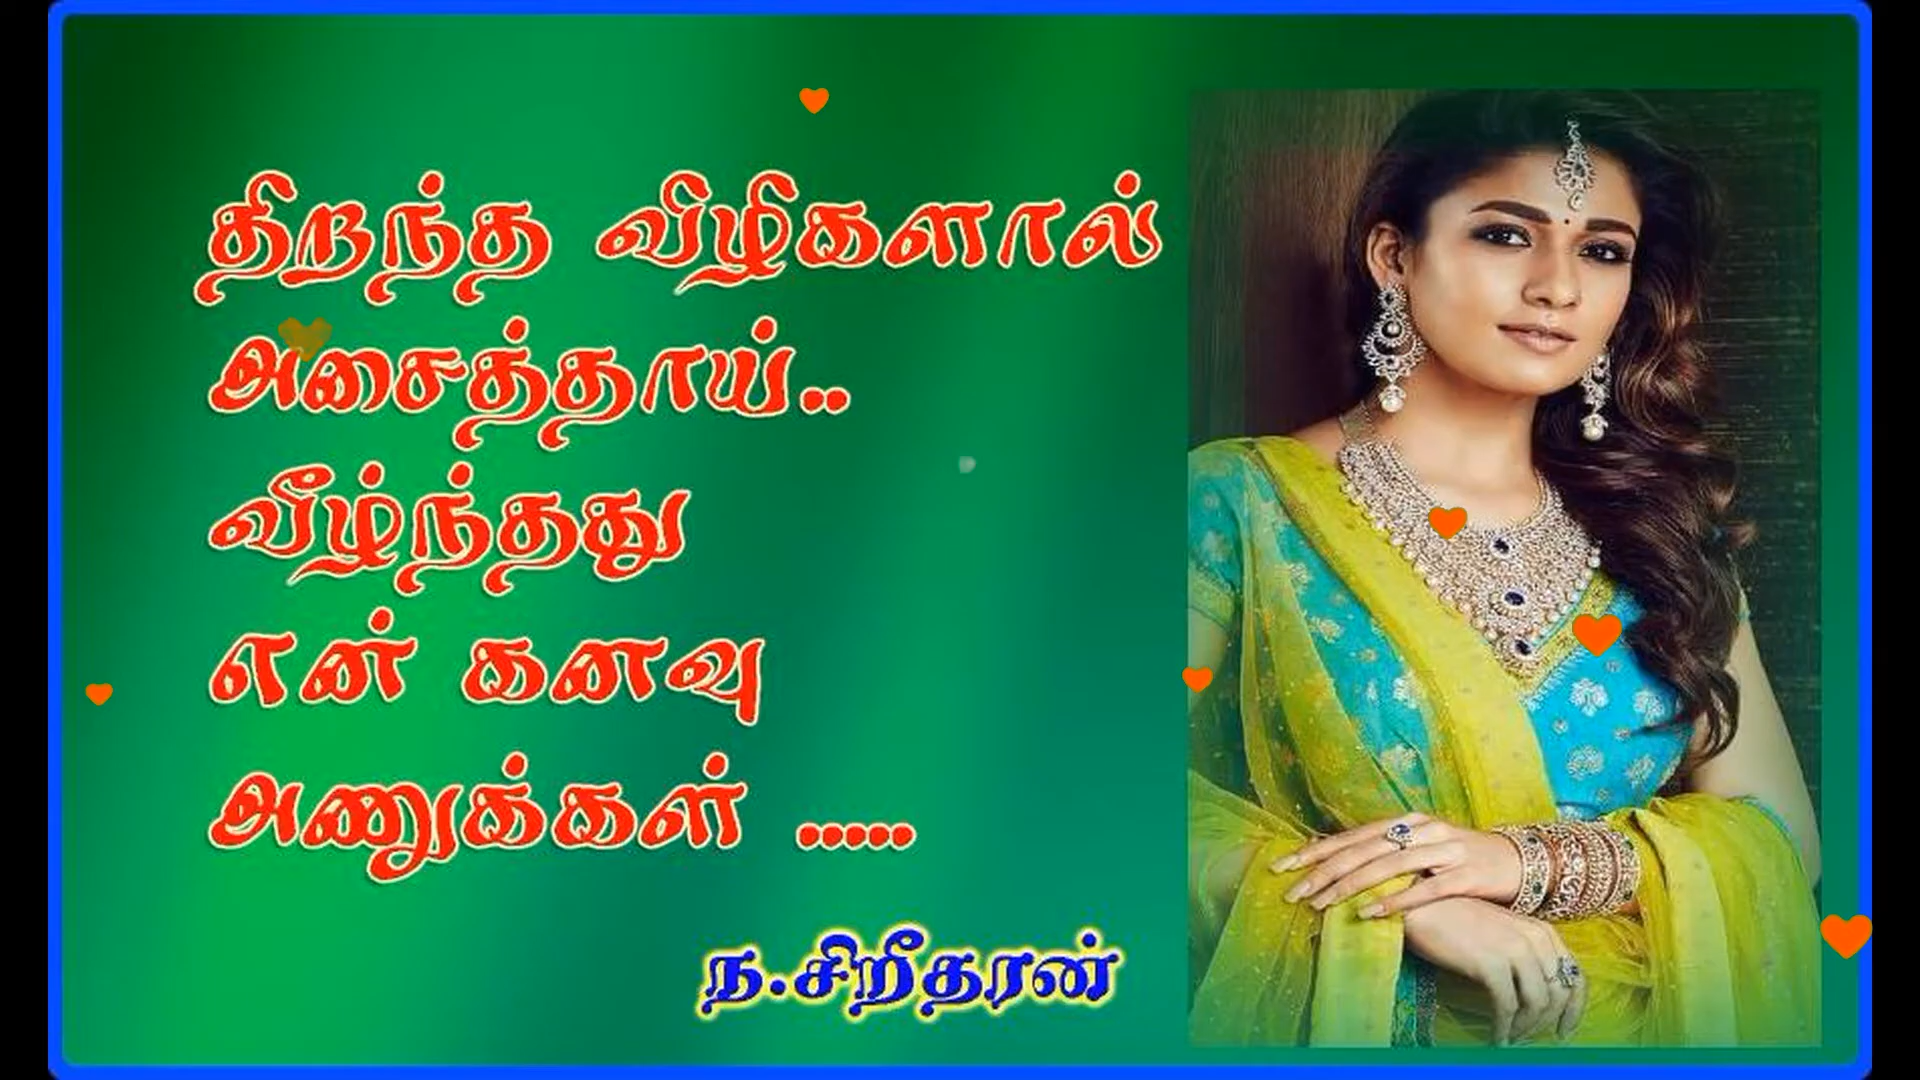 திறந்த விழிகளால்
அசைத்தாய்..
வீழ்ந்தது
என் கனவு
அணுக்கள் .....
ந.சிறீதரன்